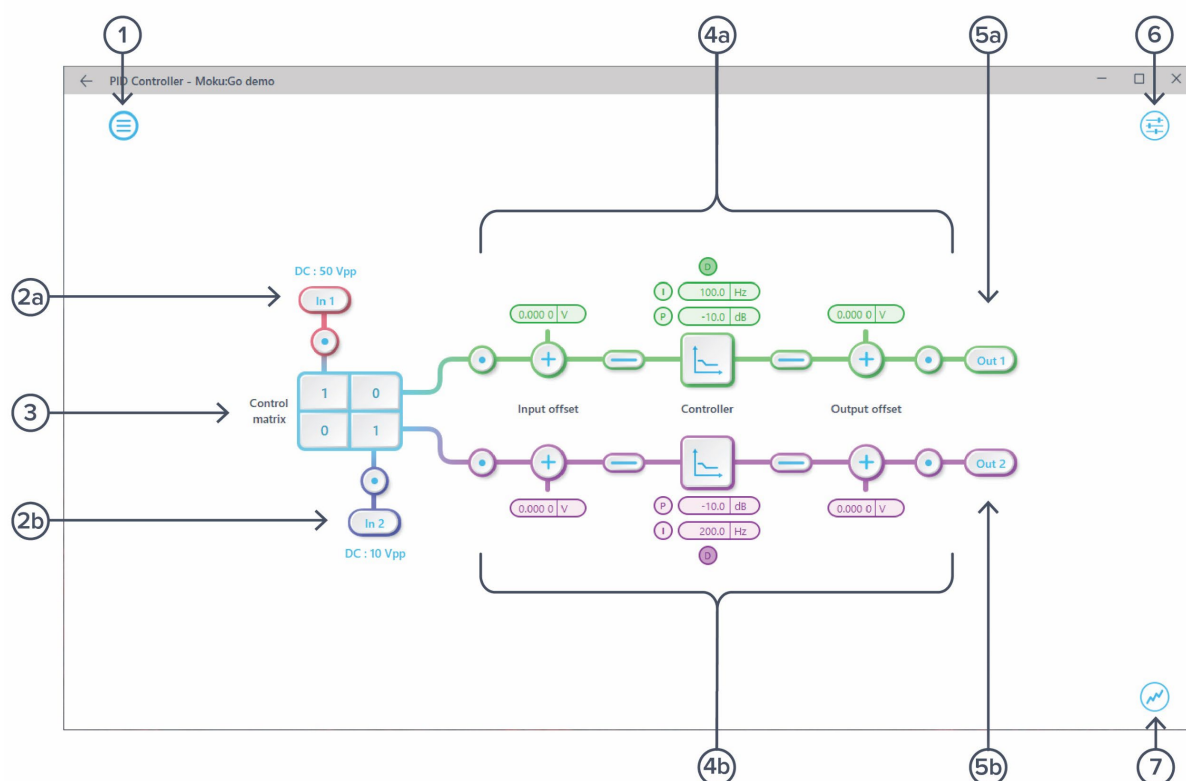 1
4a
5a
6
PID Controller - Moku:Go demo
DC : 50 Vpp
2a
In 1
D
I 100.0 Hz
0.000 0 V
P -10.0 dB
0.000 0 V
Out 1
3
Control
matrix
1 0
0 1
Input offset
Controller
Output offset
Out 2
2b
In 2
DC : 10 Vpp
0.000 0 V
P -10.0 dB
0.000 0 V
I 200.0 Hz
D
4b
5b
7